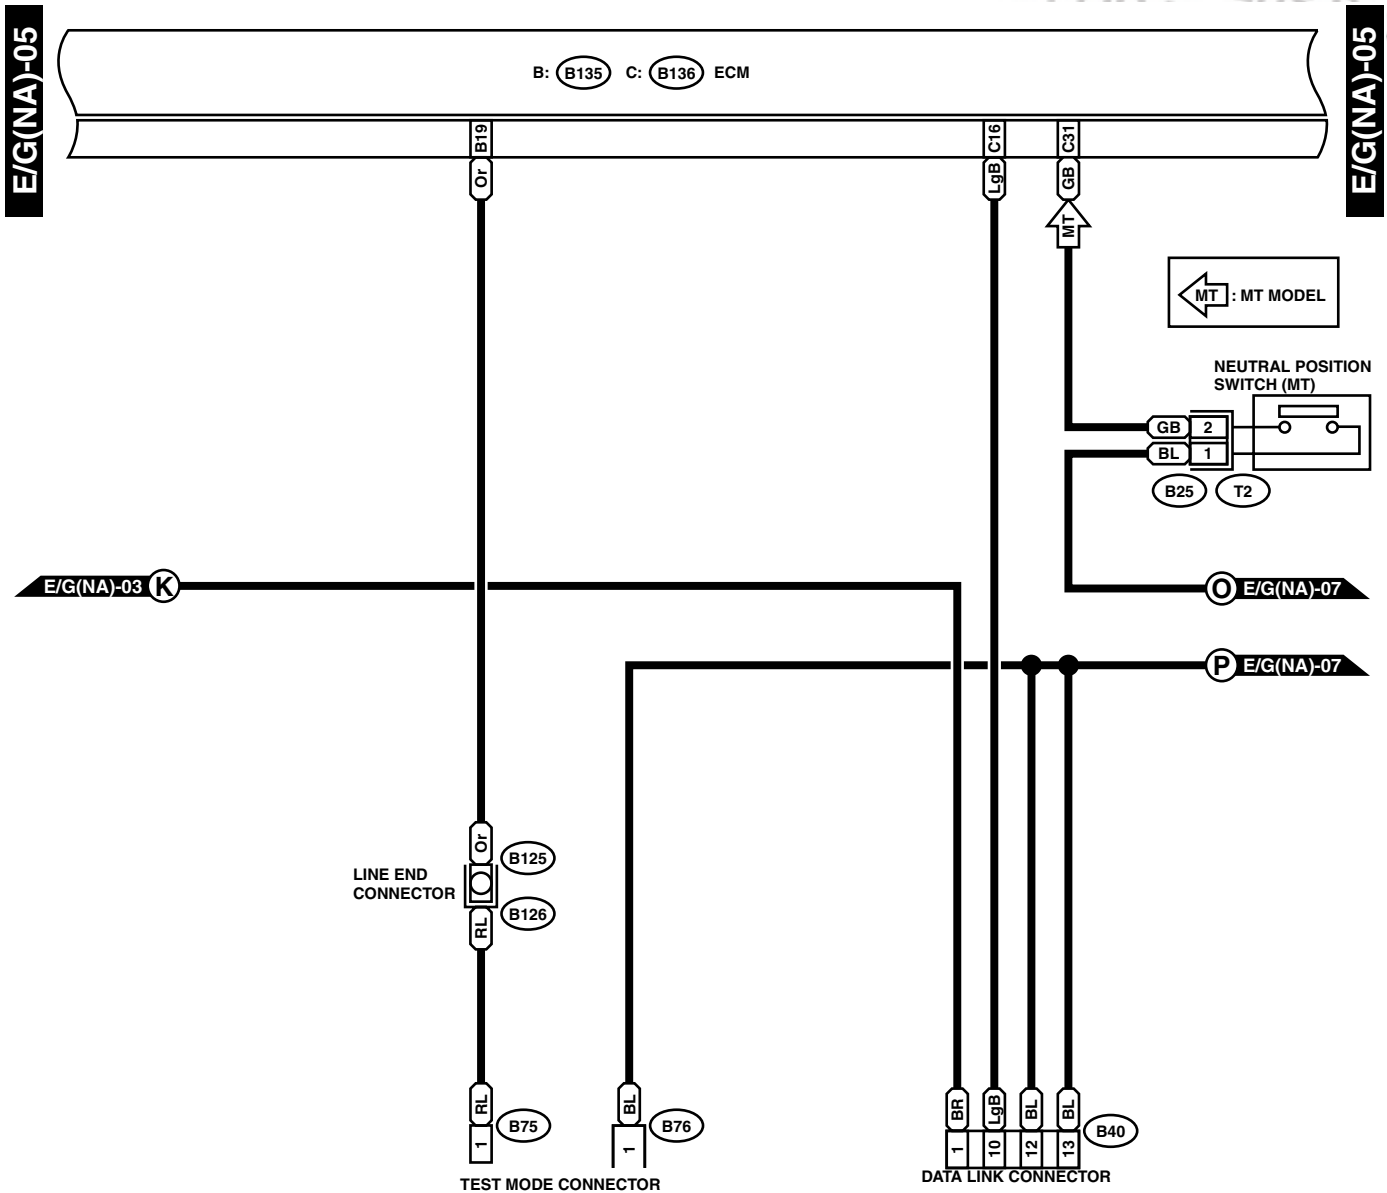 E/G(NA)-05
E/G(NA)-05
B: B135 C: B136 ECM
B19
C16
C31
Or
LgB
GB
MT
MT : MT MODEL
NEUTRAL POSITION
SWITCH (MT)
GB 2
BL 1
B25 T2
E/G(NA)-03 K
O E/G(NA)-07
P E/G(NA)-07
Or
B125
LINE END
CONNECTOR
B126
RL
RL
BL
BR
LgB
BL
BL
B75
B76
B40
1
1
1
10
12
13
TEST MODE CONNECTOR
DATA LINK CONNECTOR